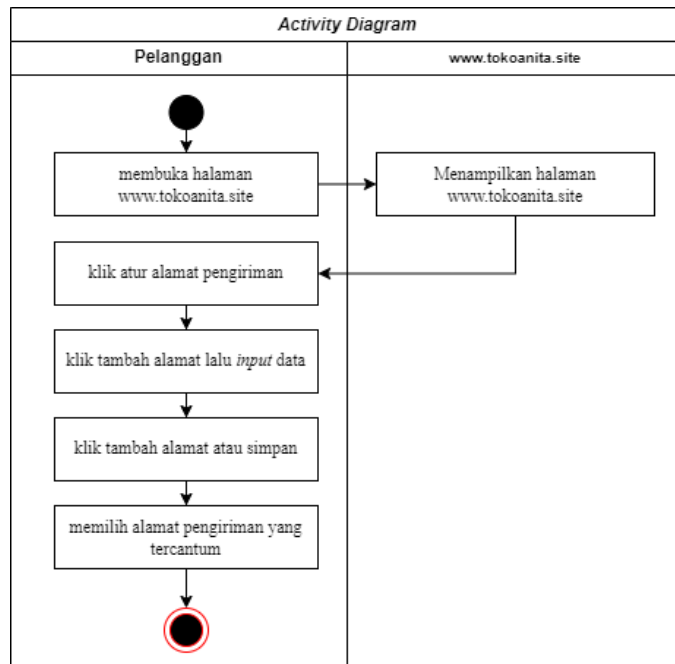 Activity Diagram
Pelanggan
www.tokoanita.site
membuka halaman
www.tokoanita.site
Menampilkan halaman
www.tokoanita.site
klik atur alamat pengiriman
klik tambah alamat lalu input data
klik tambah alamat atau simpan
memilih alamat pengiriman yang
tercantum